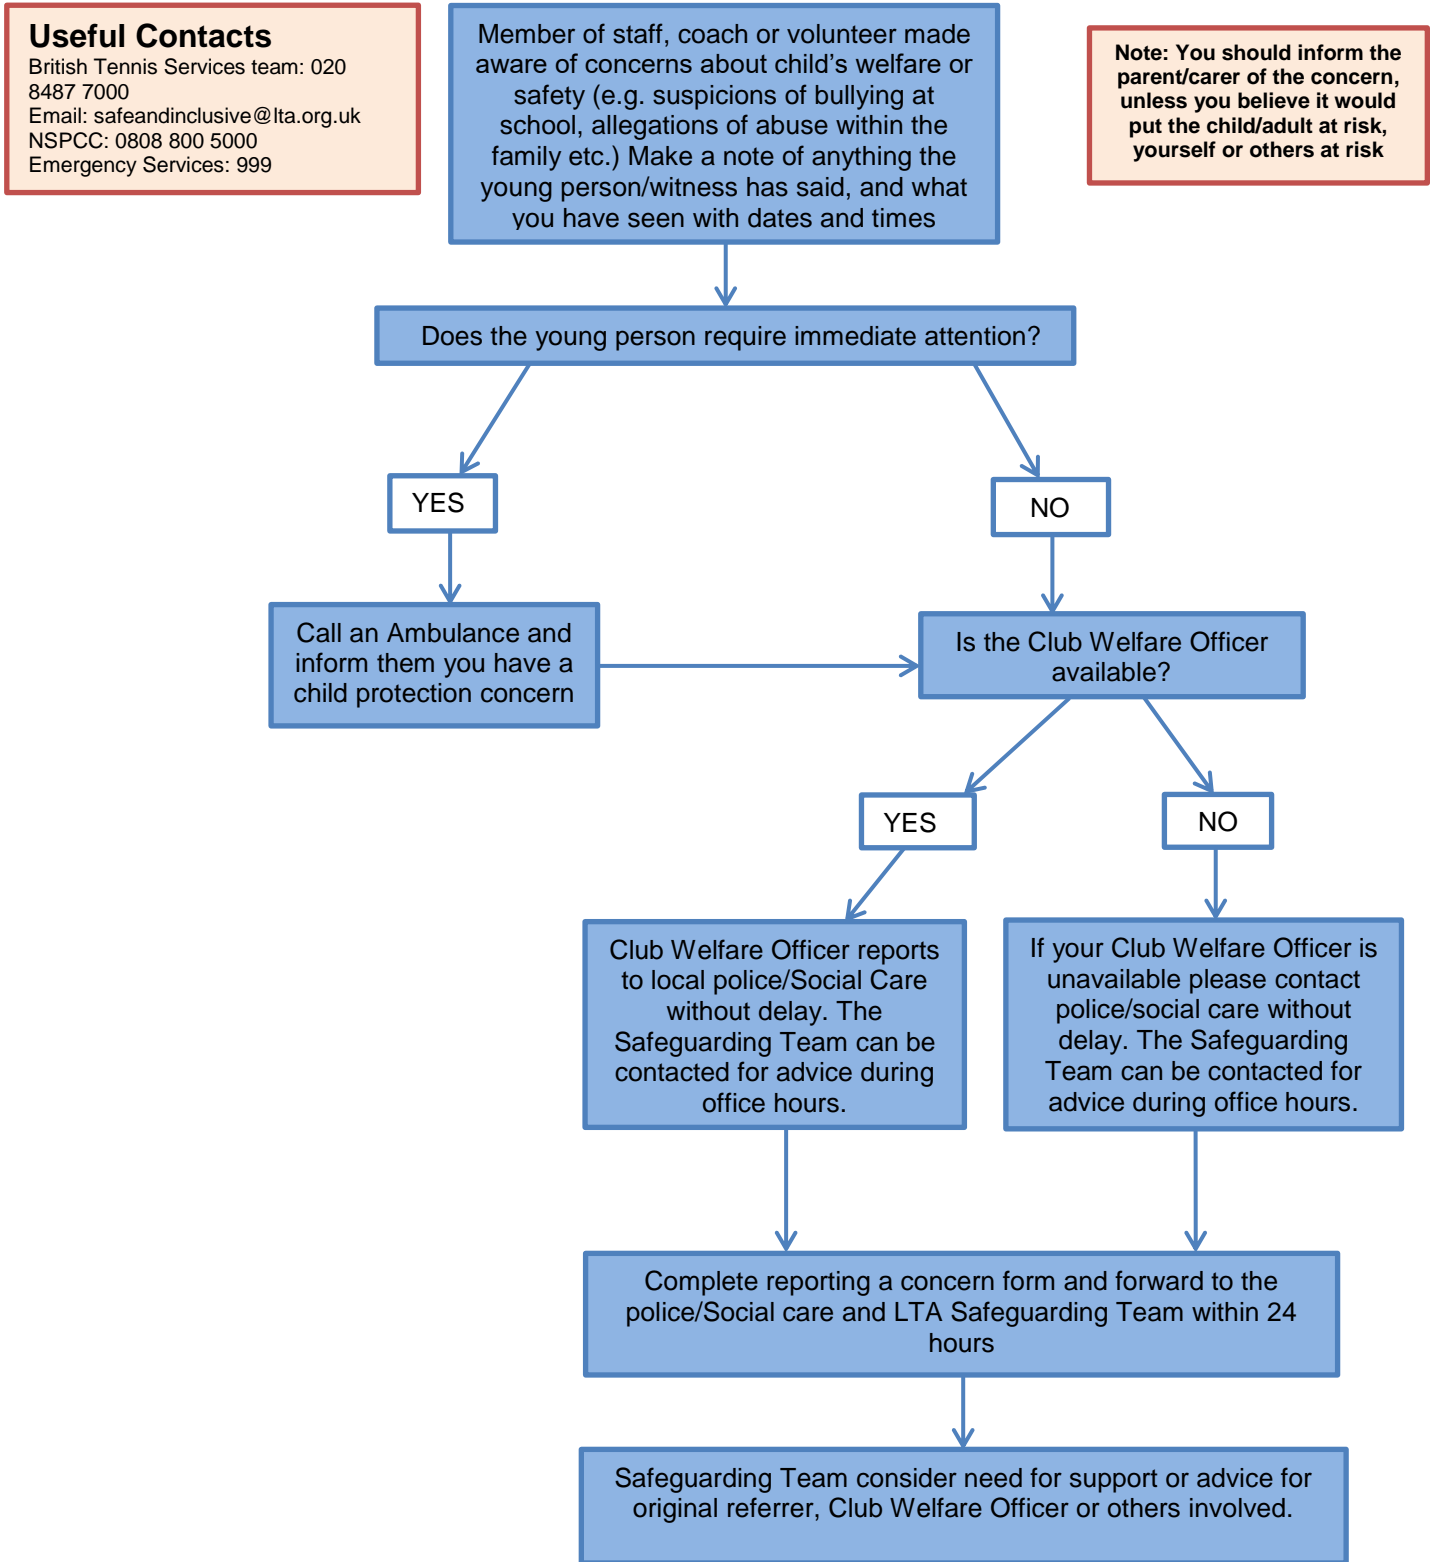 Useful Contacts
British Tennis Services team: 020
8487 7000
Email: safeandinclusive@lta.org.uk
NSPCC: 0808 800 5000
Emergency Services: 999
Member of staff, coach or volunteer made
aware of concerns about child's welfare or
safety (e.g. suspicions of bullying at
school, allegations of abuse within the
family etc.) Make a note of anything the
young person/witness has said, and what
you have seen with dates and times
Note: You should inform the
parent/carer of the concern,
unless you believe it would
put the child/adult at risk,
yourself or others at risk
Does the young person require immediate attention?
YES
NO
Call an Ambulance and
inform them you have a
child protection concern
Is the Club Welfare Officer
available?
YES
NO
Club Welfare Officer reports
to local police/Social Care
without delay. The
Safeguarding Team can be
contacted for advice during
office hours.
If your Club Welfare Officer is
unavailable please contact
police/social care without
delay. The Safeguarding
Team can be contacted for
advice during office hours.
Complete reporting a concern form and forward to the
police/Social care and LTA Safeguarding Team within 24
hours
Safeguarding Team consider need for support or advice for
original referrer, Club Welfare Officer or others involved.